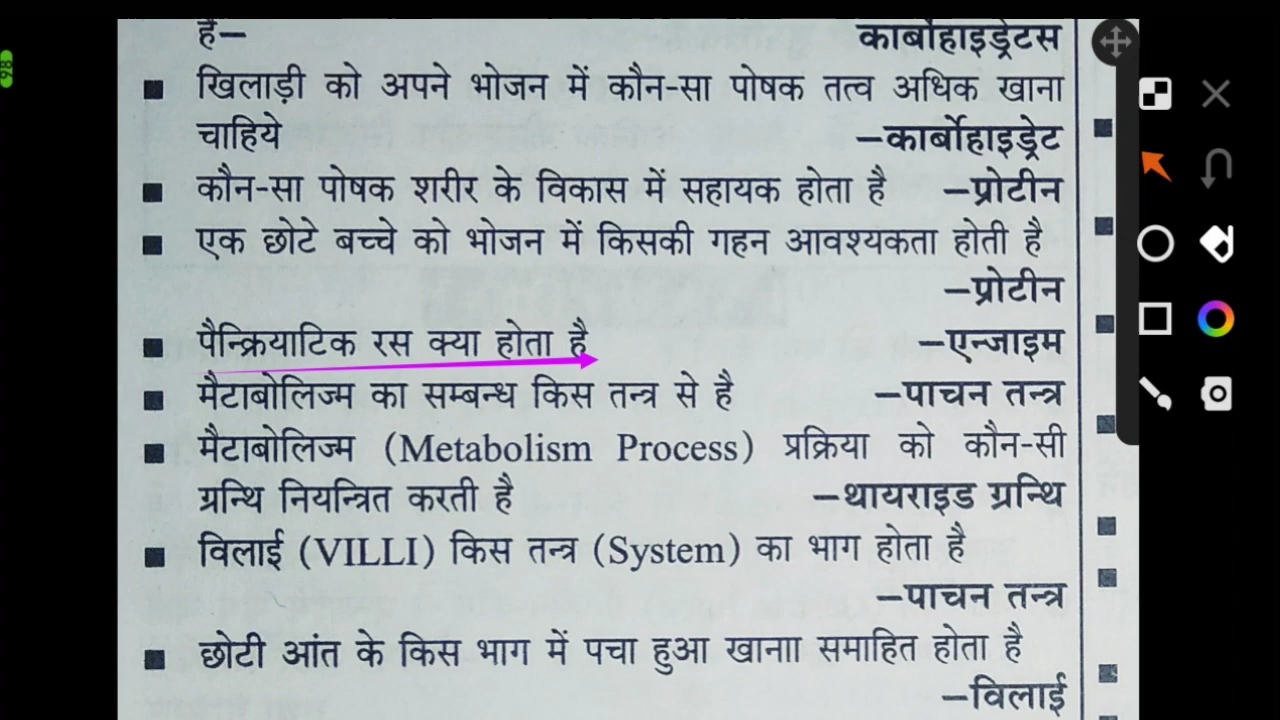 है– कार्बोहाइड्रेटस
■ खिलाड़ी को अपने भोजन में कौन-सा पोषक तत्व अधिक खाना
चाहिये –कार्बोहाइड्रेट
■ कौन-सा पोषक शरीर के विकास में सहायक होता है –प्रोटीन
■ एक छोटे बच्चे को भोजन में किसकी गहन आवश्यकता होती है
–प्रोटीन
■ पैन्क्रियाटिक रस क्या होता है –एन्जाइम
■ मैटाबोलिज्म का सम्बन्ध किस तन्त्र से है –पाचन तन्त्र
■ मैटाबोलिज्म (Metabolism Process) प्रक्रिया को कौन-सी
ग्रन्थि नियन्त्रित करती है –थायराइड ग्रन्थि
■ विलाई (VILLI) किस तन्त्र (System) का भाग होता है
–पाचन तन्त्र
■ छोटी आंत के किस भाग में पचा हुआ खानाा समाहित होता है
–विलाई
98